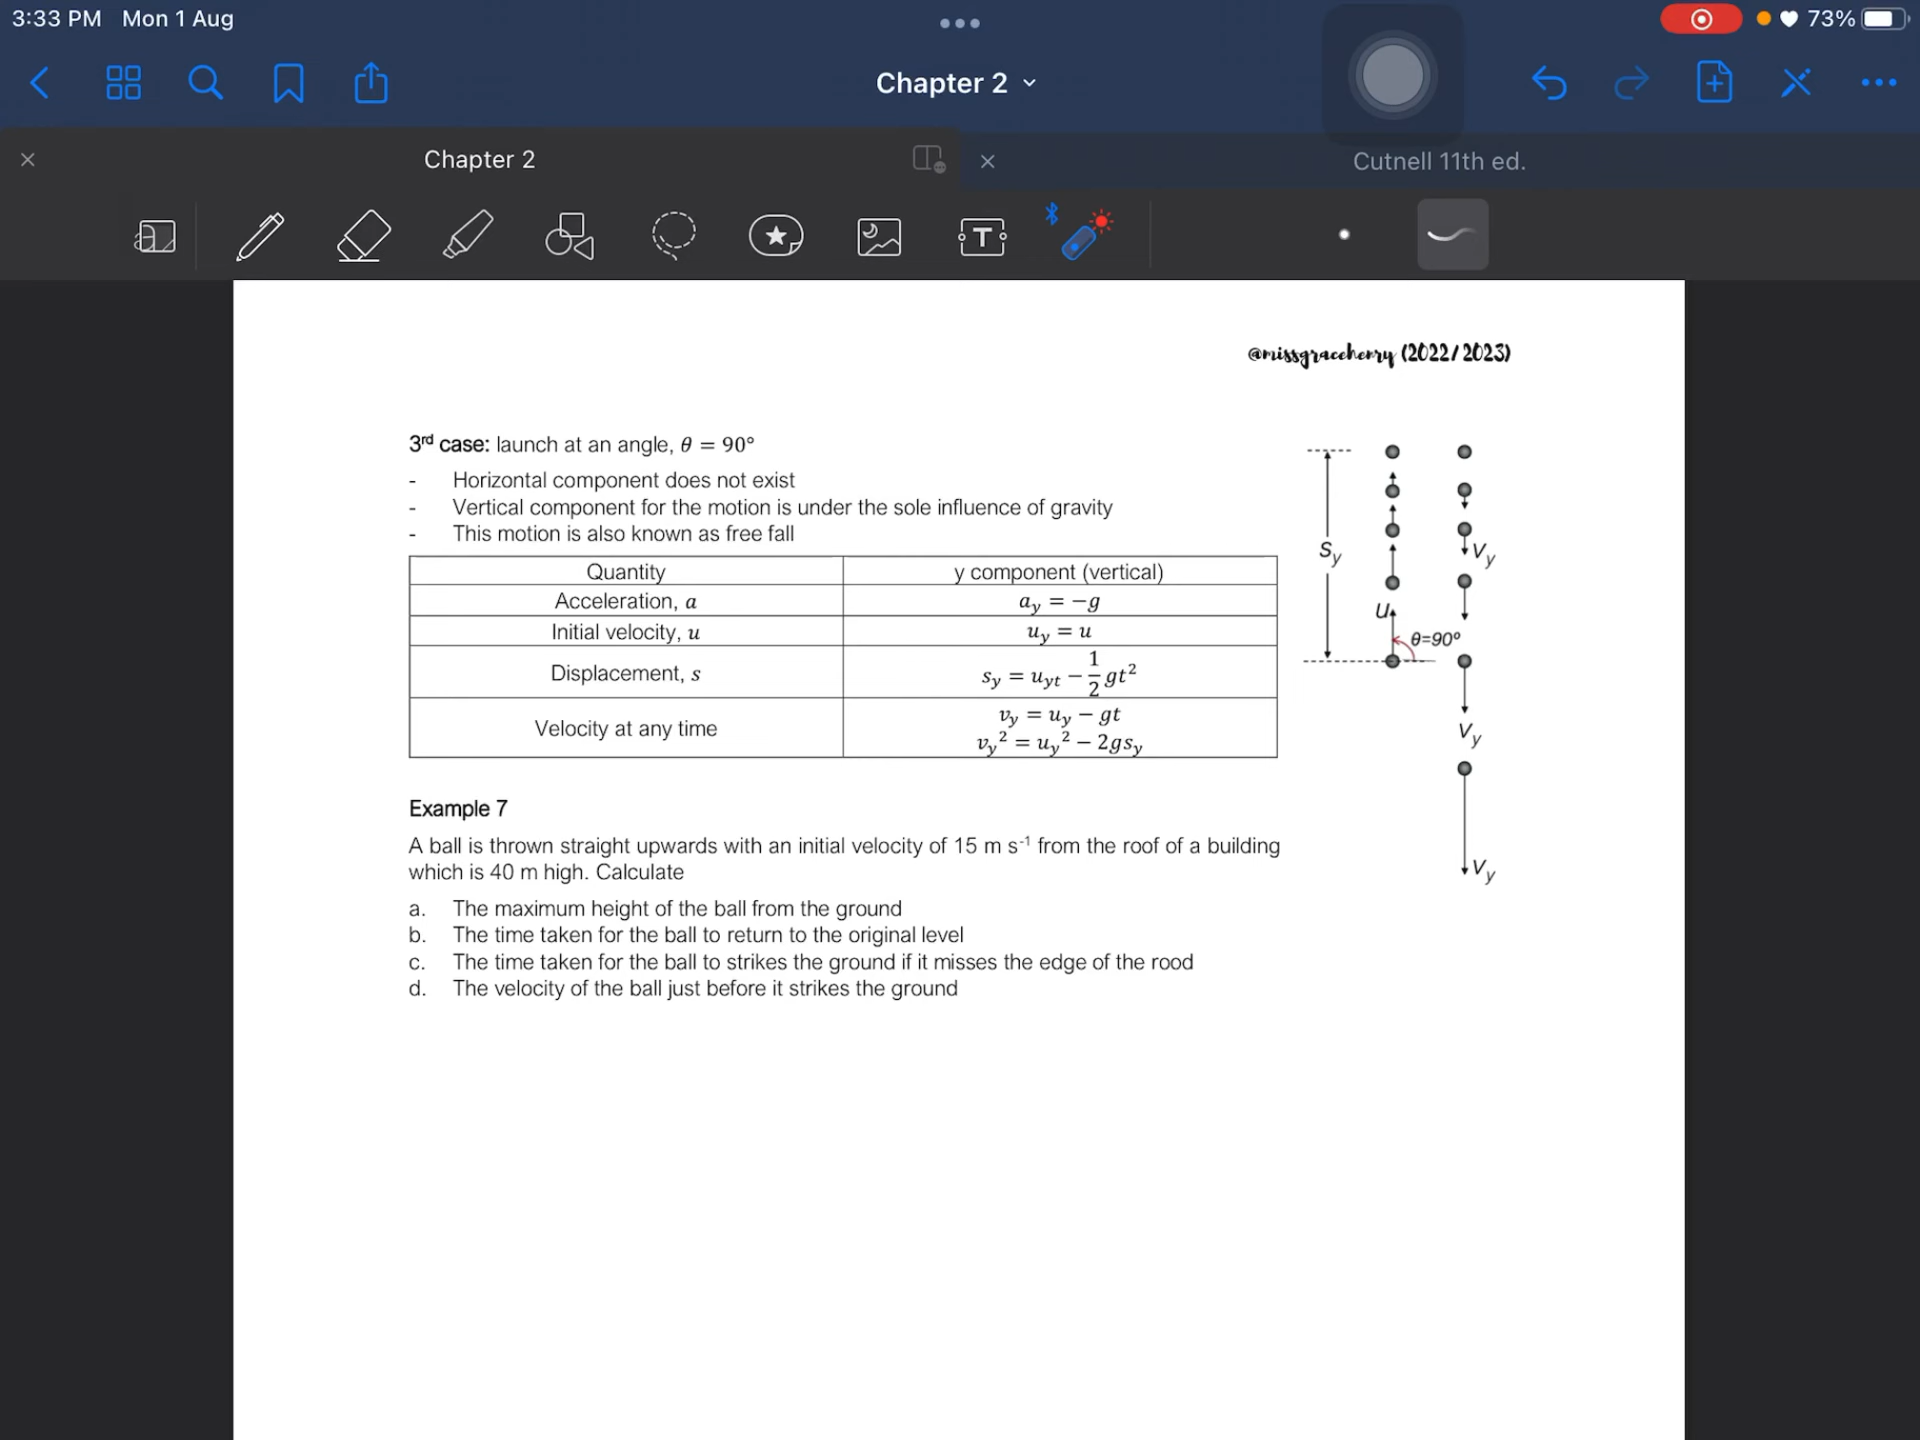 3:33 PM Mon 1 Aug
73%
Chapter 2
Chapter 2
Cutnell 11th ed.
@missgracehenry (2022/2023)
3rd case: launch at an angle, θ = 90°
- Horizontal component does not exist
- Vertical component for the motion is under the sole influence of gravity
- This motion is also known as free fall
Quantity y component (vertical)
Acceleration, a a_y = −g
Initial velocity, u u_y = u
Displacement, s s_y = u_yt − 1/2 gt²
Velocity at any time v_y = u_y − gt
v_y² = u_y² − 2gs_y
s_y
u
θ=90º
v_y
v_y
v_y
Example 7
A ball is thrown straight upwards with an initial velocity of 15 m s⁻¹ from the roof of a building
which is 40 m high. Calculate
a. The maximum height of the ball from the ground
b. The time taken for the ball to return to the original level
c. The time taken for the ball to strikes the ground if it misses the edge of the rood
d. The velocity of the ball just before it strikes the ground